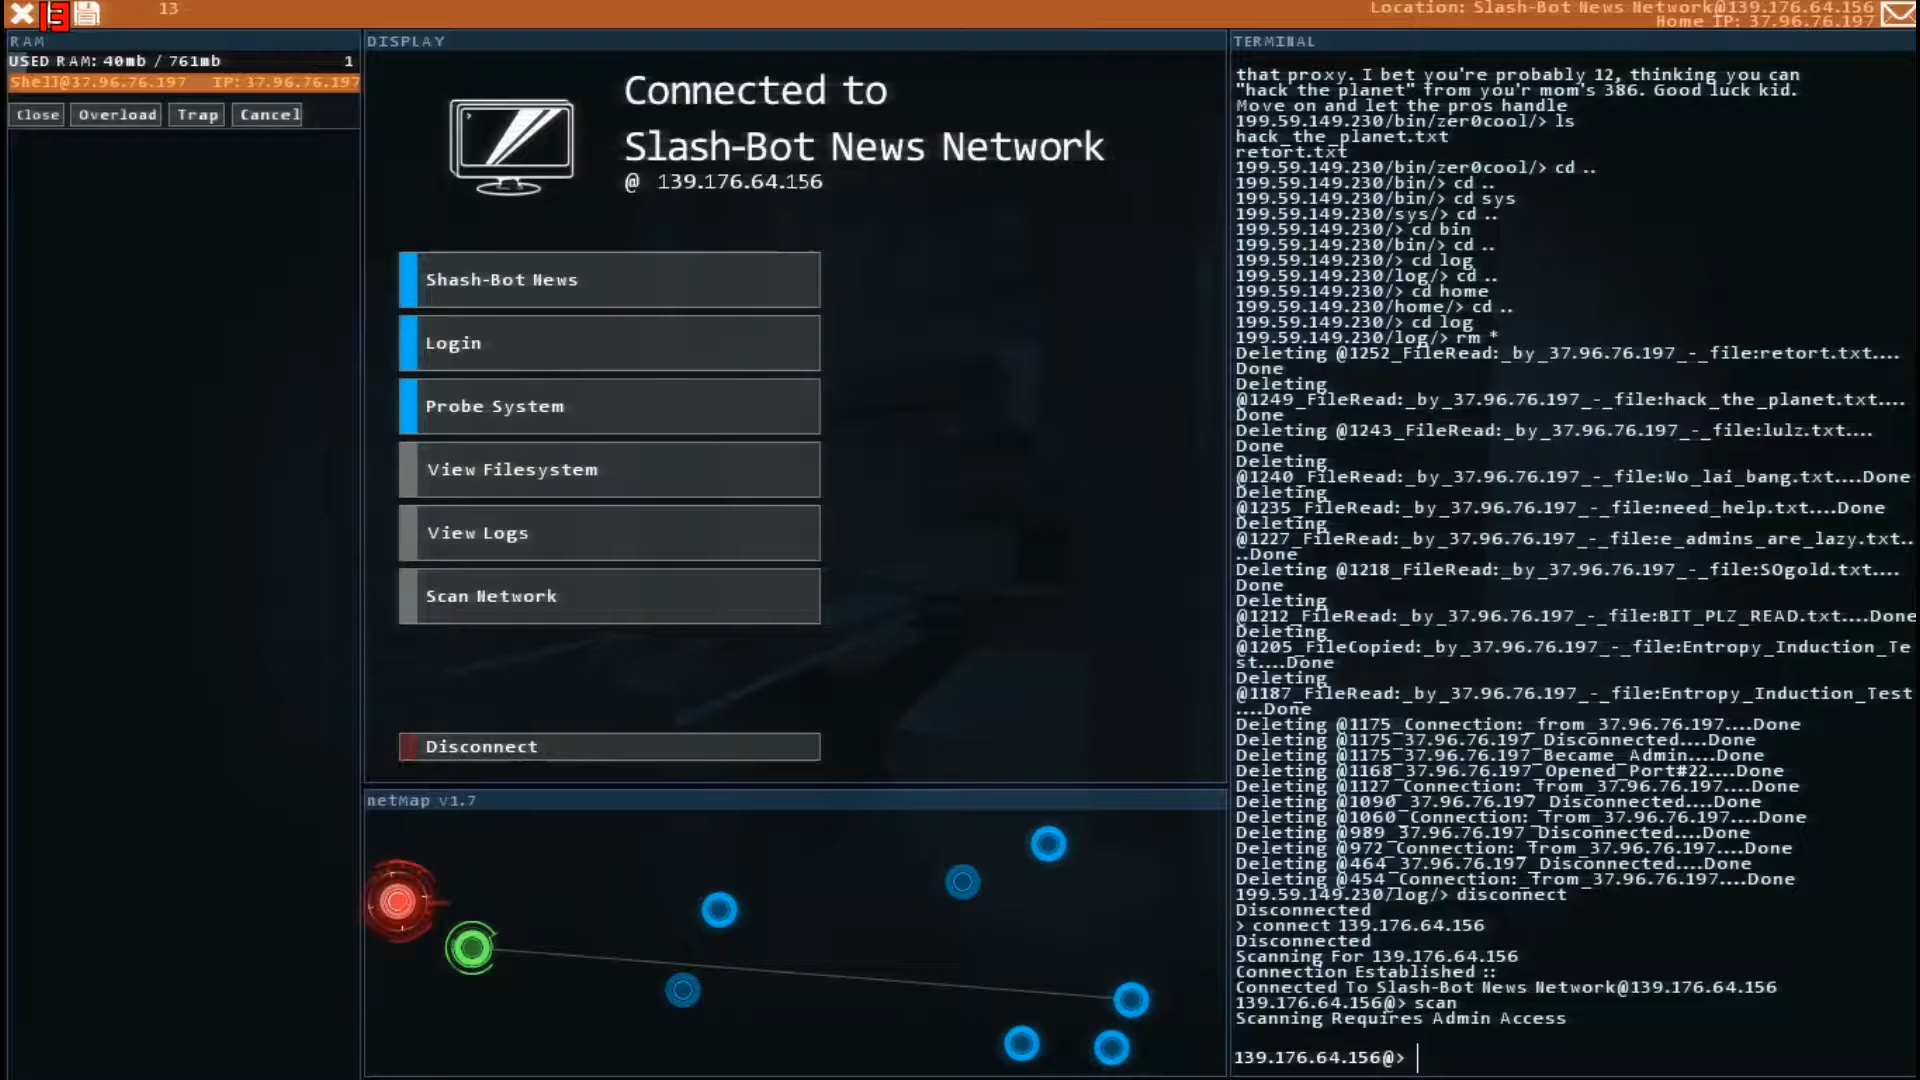 13
Location: Slash-Bot News Network@139.176.64.156
Home IP: 37.96.76.197
RAM
USED RAM: 40mb / 761mb 1
Shell@37.96.76.197 IP: 37.96.76.197
Close Overload Trap Cancel
DISPLAY
Connected to
Slash-Bot News Network
@ 139.176.64.156
Shash-Bot News
Login
Probe System
View Filesystem
View Logs
Scan Network
Disconnect
netMap v1.7
TERMINAL
that proxy. I bet you're probably 12, thinking you can
"hack the planet" from you'r mom's 386. Good luck kid.
Move on and let the pros handle
199.59.149.230/bin/zer0cool/> ls
hack_the_planet.txt
retort.txt
199.59.149.230/bin/zer0cool/> cd ..
199.59.149.230/bin/> cd ..
199.59.149.230/bin/> cd sys
199.59.149.230/sys/> cd ..
199.59.149.230/> cd bin
199.59.149.230/bin/> cd ..
199.59.149.230/> cd log
199.59.149.230/log/> cd ..
199.59.149.230/> cd home
199.59.149.230/home/> cd ..
199.59.149.230/> cd log
199.59.149.230/log/> rm *
Deleting @1252_FileRead:_by_37.96.76.197_-_file:retort.txt....
Done
Deleting
@1249_FileRead:_by_37.96.76.197_-_file:hack_the_planet.txt....
Done
Deleting @1243_FileRead:_by_37.96.76.197_-_file:lulz.txt....
Done
Deleting
@1240_FileRead:_by_37.96.76.197_-_file:Wo_lai_bang.txt....Done
Deleting
@1235_FileRead:_by_37.96.76.197_-_file:need_help.txt....Done
Deleting
@1227_FileRead:_by_37.96.76.197_-_file:e_admins_are_lazy.txt..
..Done
Deleting @1218_FileRead:_by_37.96.76.197_-_file:SOgold.txt....
Done
Deleting
@1212_FileRead:_by_37.96.76.197_-_file:BIT_PLZ_READ.txt....Done
Deleting
@1205_FileCopied:_by_37.96.76.197_-_file:Entropy_Induction_Te
st....Done
Deleting
@1187_FileRead:_by_37.96.76.197_-_file:Entropy_Induction_Test
....Done
Deleting @1175_Connection:_from_37.96.76.197....Done
Deleting @1175_37.96.76.197_Disconnected....Done
Deleting @1175_37.96.76.197_Became_Admin....Done
Deleting @1168_37.96.76.197_Opened_Port#22....Done
Deleting @1127_Connection:_from_37.96.76.197....Done
Deleting @1090_37.96.76.197_Disconnected....Done
Deleting @1060_Connection:_from_37.96.76.197....Done
Deleting @989_37.96.76.197_Disconnected....Done
Deleting @972_Connection:_from_37.96.76.197....Done
Deleting @464_37.96.76.197_Disconnected....Done
Deleting @454_Connection:_from_37.96.76.197....Done
199.59.149.230/log/> disconnect
Disconnected
> connect 139.176.64.156
Disconnected
Scanning For 139.176.64.156
Connection Established ::
Connected To Slash-Bot News Network@139.176.64.156
139.176.64.156@> scan
Scanning Requires Admin Access
139.176.64.156@>